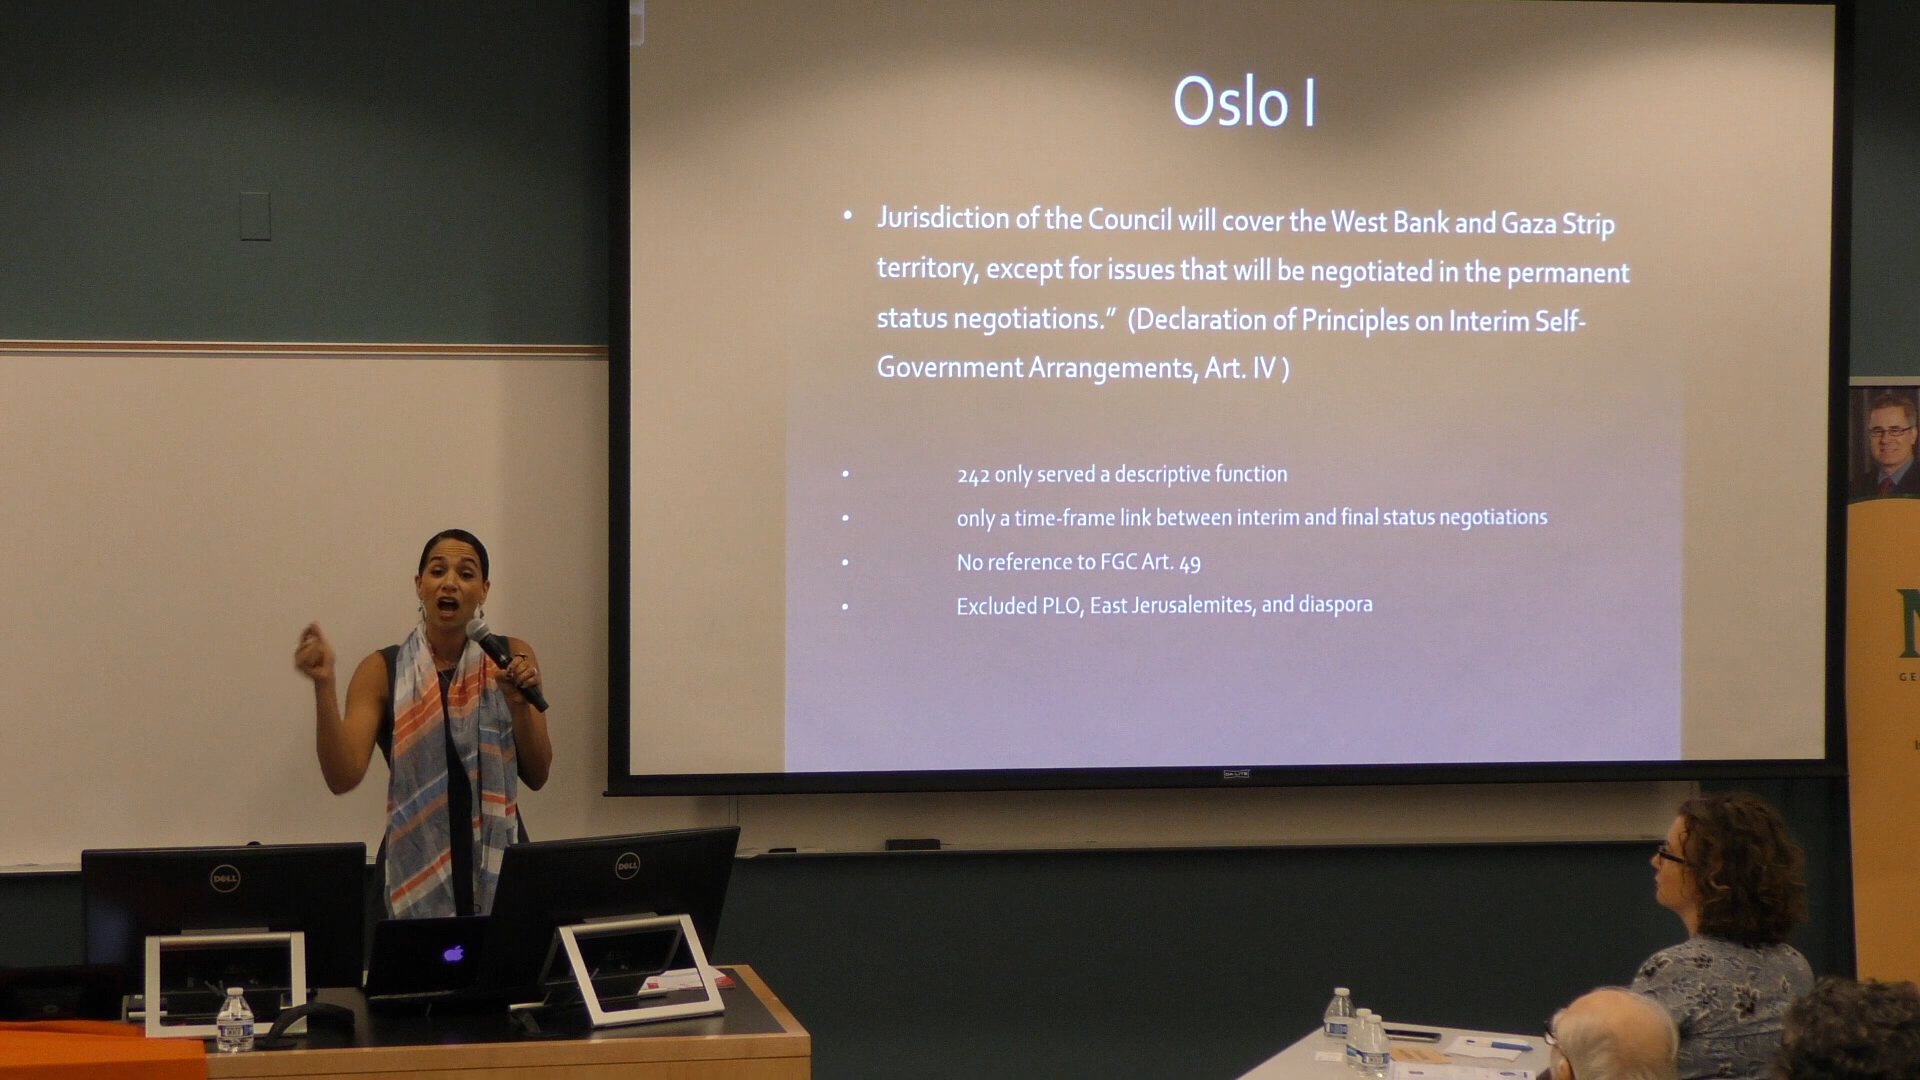 Oslo I
• Jurisdiction of the Council will cover the West Bank and Gaza Strip
territory, except for issues that will be negotiated in the permanent
status negotiations.” (Declaration of Principles on Interim Self-
Government Arrangements, Art. IV )
• 242 only served a descriptive function
• only a time-frame link between interim and final status negotiations
• No reference to FGC Art. 49
• Excluded PLO, East Jerusalemites, and diaspora
DA-LITE
DELL
DELL